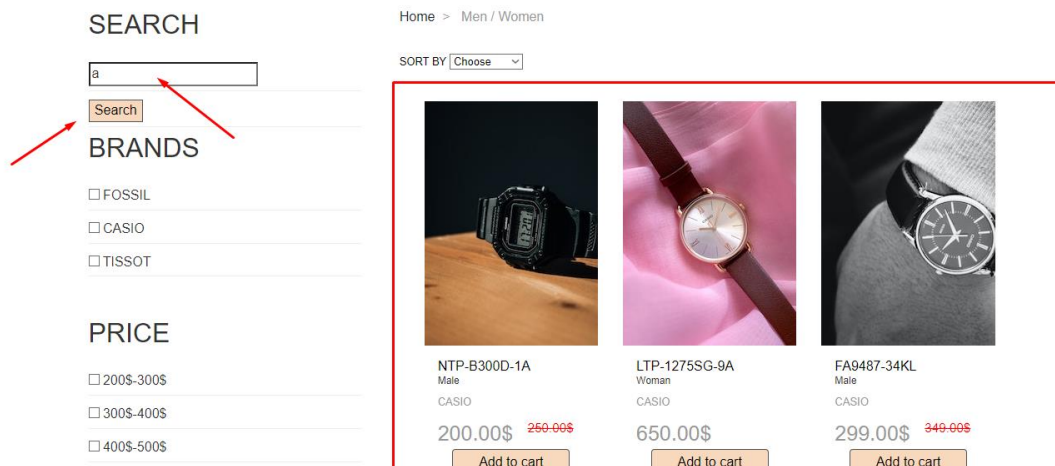 SEARCH
a
Search
BRANDS
FOSSIL
CASIO
TISSOT
PRICE
200$-300$
300$-400$
400$-500$
Home > Men / Women
SORT BY Choose
NTP-B300D-1A
Male
CASIO
200.00$ 250.00$
Add to cart
LTP-1275SG-9A
Woman
CASIO
650.00$
Add to cart
FA9487-34KL
Male
CASIO
299.00$ 349.00$
Add to cart